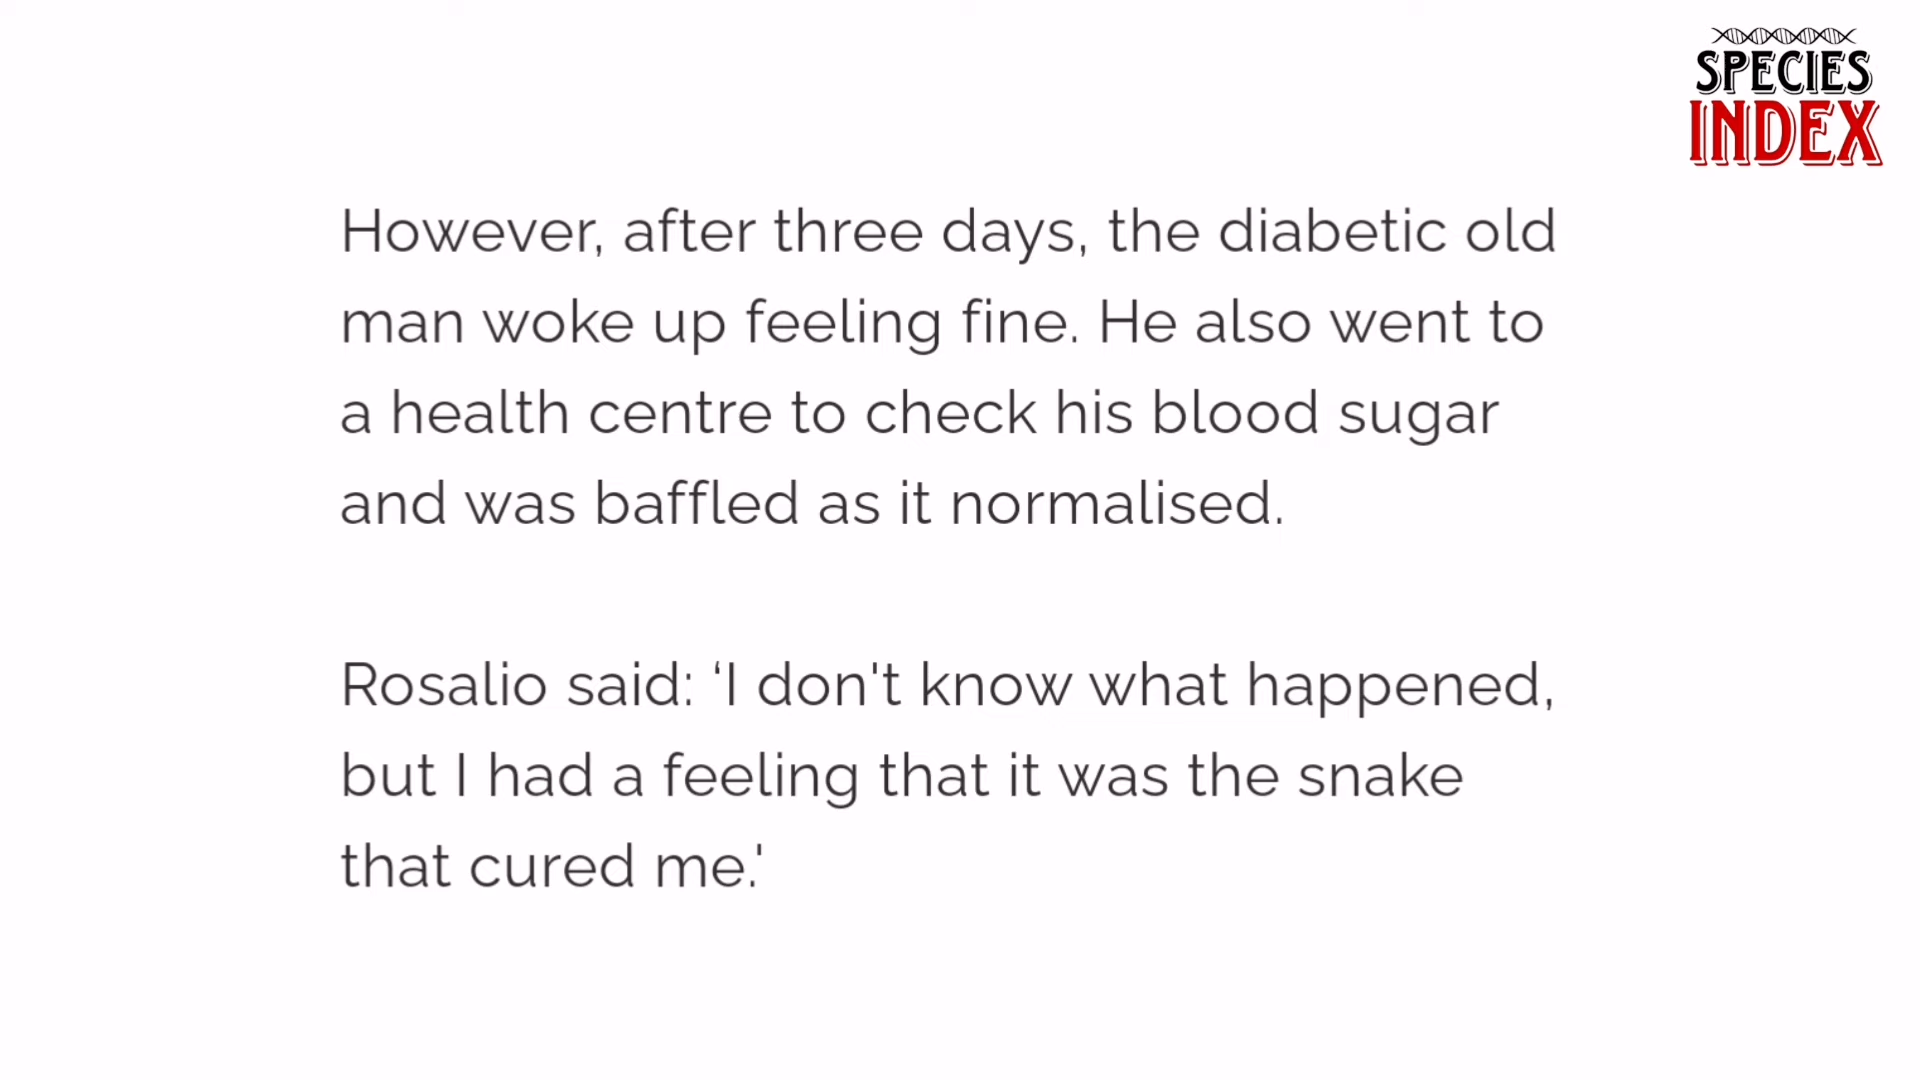 SPECIES
INDEX
However, after three days, the diabetic old
man woke up feeling fine. He also went to
a health centre to check his blood sugar
and was baffled as it normalised.
Rosalio said: ‘I don't know what happened,
but I had a feeling that it was the snake
that cured me.'